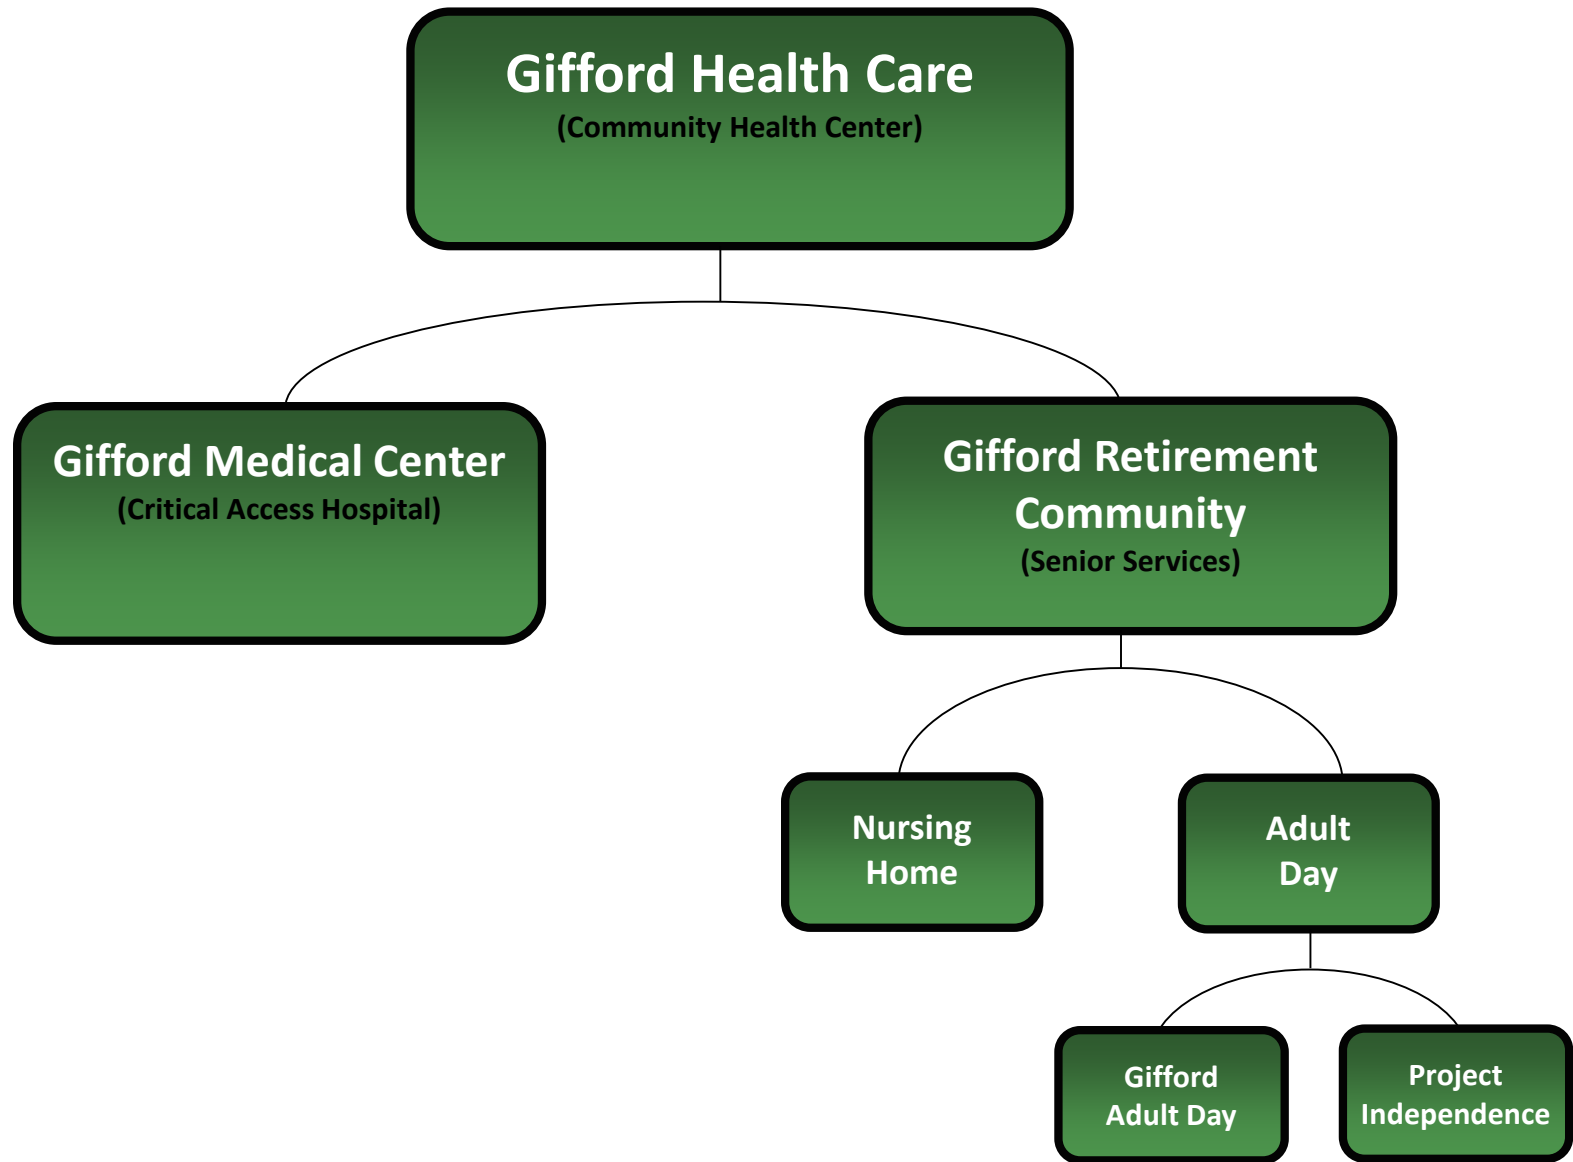 Gifford Health Care
(Community Health Center)
Gifford Medical Center
(Critical Access Hospital)
Gifford Retirement
Community
(Senior Services)
Nursing
Home
Adult
Day
Gifford
Adult Day
Project
Independence